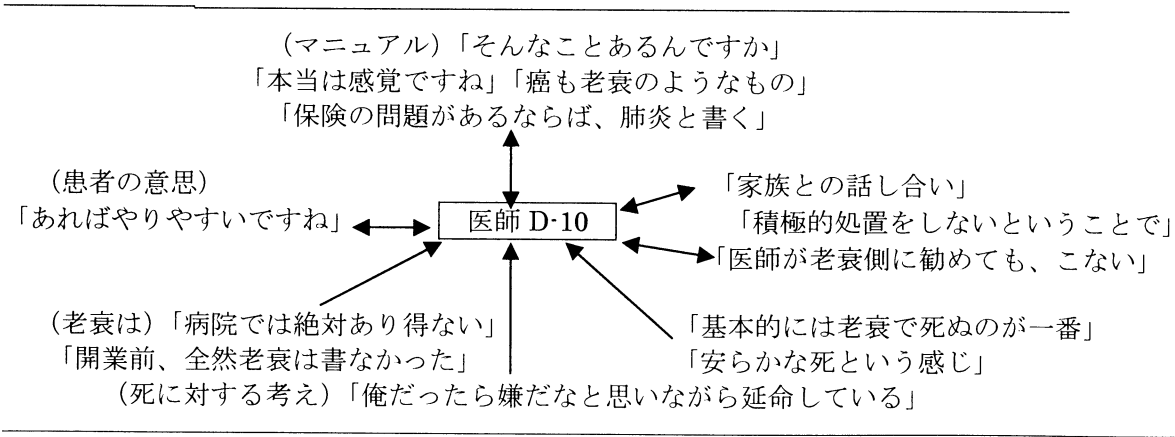 (マニュアル)「そんなことあるんですか」
「本当は感覚ですね」「癌も老衰のようなもの」
「保険の問題があるならば、肺炎と書く」
(患者の意思)
「あればやりやすいですね」
医師 D-10
「家族との話し合い」
「積極的処置をしないということで」
「医師が老衰側に勧めても、こない」
(老衰は)「病院では絶対あり得ない」
「開業前、全然老衰は書なかった」
「基本的には老衰で死ぬのが一番」
「安らかな死という感じ」
(死に対する考え)「俺だったら嫌だなと思いながら延命している」